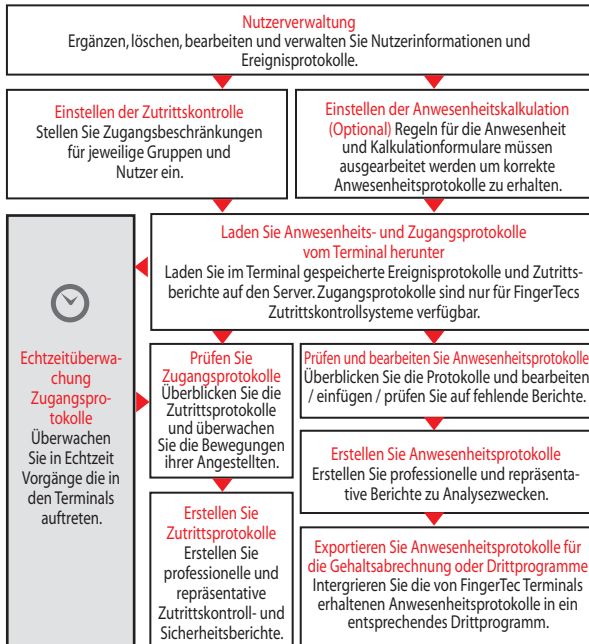 Nutzerverwaltung
Ergänzen, löschen, bearbeiten und verwalten Sie Nutzerinformationen und
Ereignisprotokolle.
Einstellen der Zutrittskontrolle
Stellen Sie Zugangsbeschränkungen
für jeweilige Gruppen und
Nutzer ein.
Einstellen der Anwesenheitskalkulation
(Optional) Regeln für die Anwesenheit
und Kalkulationformulare müssen
ausgearbeitet werden um korrekte
Anwesenheitsprotokolle zu erhalten.
Laden Sie Anwesenheits- und Zugangsprotokolle
vom Terminal herunter
Laden Sie im Terminal gespeicherte Ereignisprotokolle und Zutritts-
berichte auf den Server. Zugangsprotokolle sind nur für FingerTecs
Zutrittskontrollsysteme verfügbar.
Echtzeitüberwa-
chung
Zugangspro-
tokolle
Überwachen
Sie in Echtzeit
Vorgänge die in
den Terminals
auftreten.
Prüfen Sie
Zugangsprotokolle
Überblicken Sie die
Zutrittsprotokolle
und überwachen
Sie die Bewegungen
ihrer Angestellten.
Erstellen Sie
Zutrittsprotokolle
Erstellen Sie
professionelle und
repräsentative
Zutrittskontroll- und
Sicherheitsberichte.
Prüfen und bearbeiten Sie Anwesenheitsprotokolle
Überblicken Sie die Protokolle und bearbeiten
/ einfügen / prüfen Sie auf fehlende Berichte.
Erstellen Sie Anwesenheitsprotokolle
Erstellen Sie professionelle und repräsenta-
tive Berichte zu Analysezwecken.
Exportieren Sie Anwesenheitsprotokolle für
die Gehaltsabrechnung oder Drittprogramme
Intergrieren Sie die von FingerTec Terminals
erhaltenen Anwesenheitsprotokolle in ein
entsprechendes Drittprogramm.